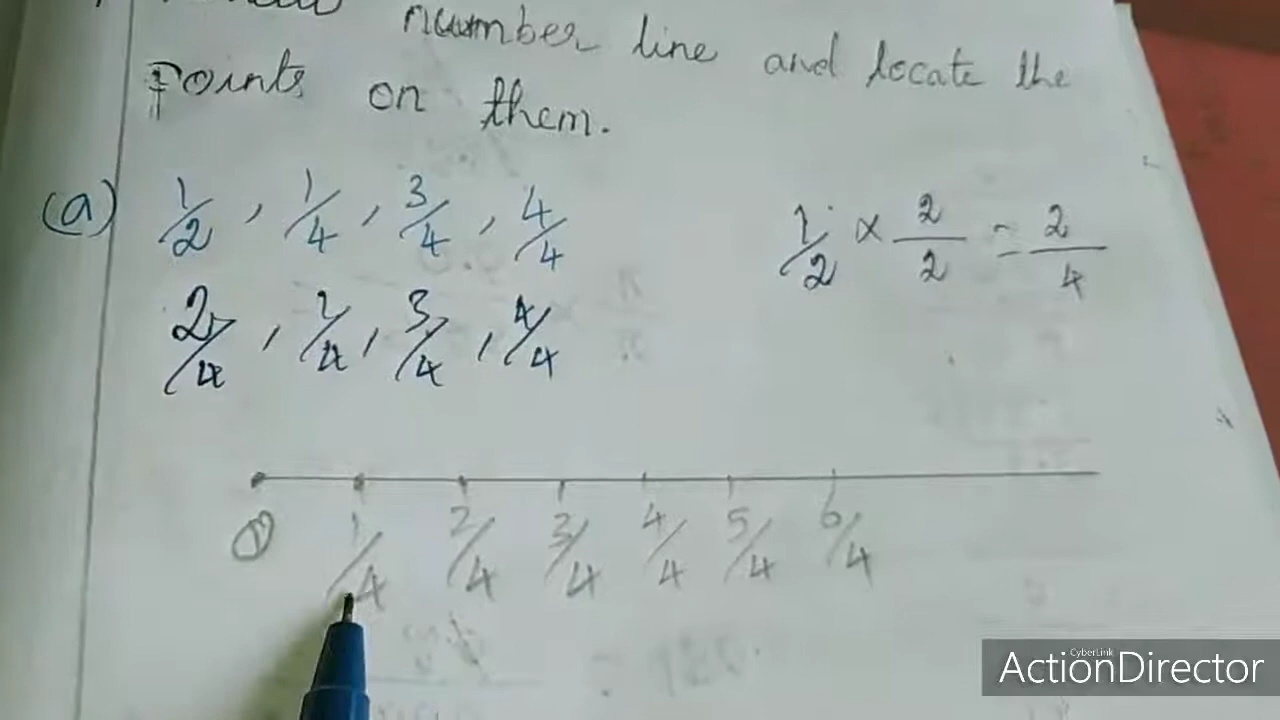 number line and locate the
Points on them.
(a) 1/2, 1/4, 3/4, 4/4
1/2 × 2/2 = 2/4
2/4, 1/4, 3/4, 4/4
0 1/4 2/4 3/4 4/4 5/4 6/4
CyberLink
ActionDirector